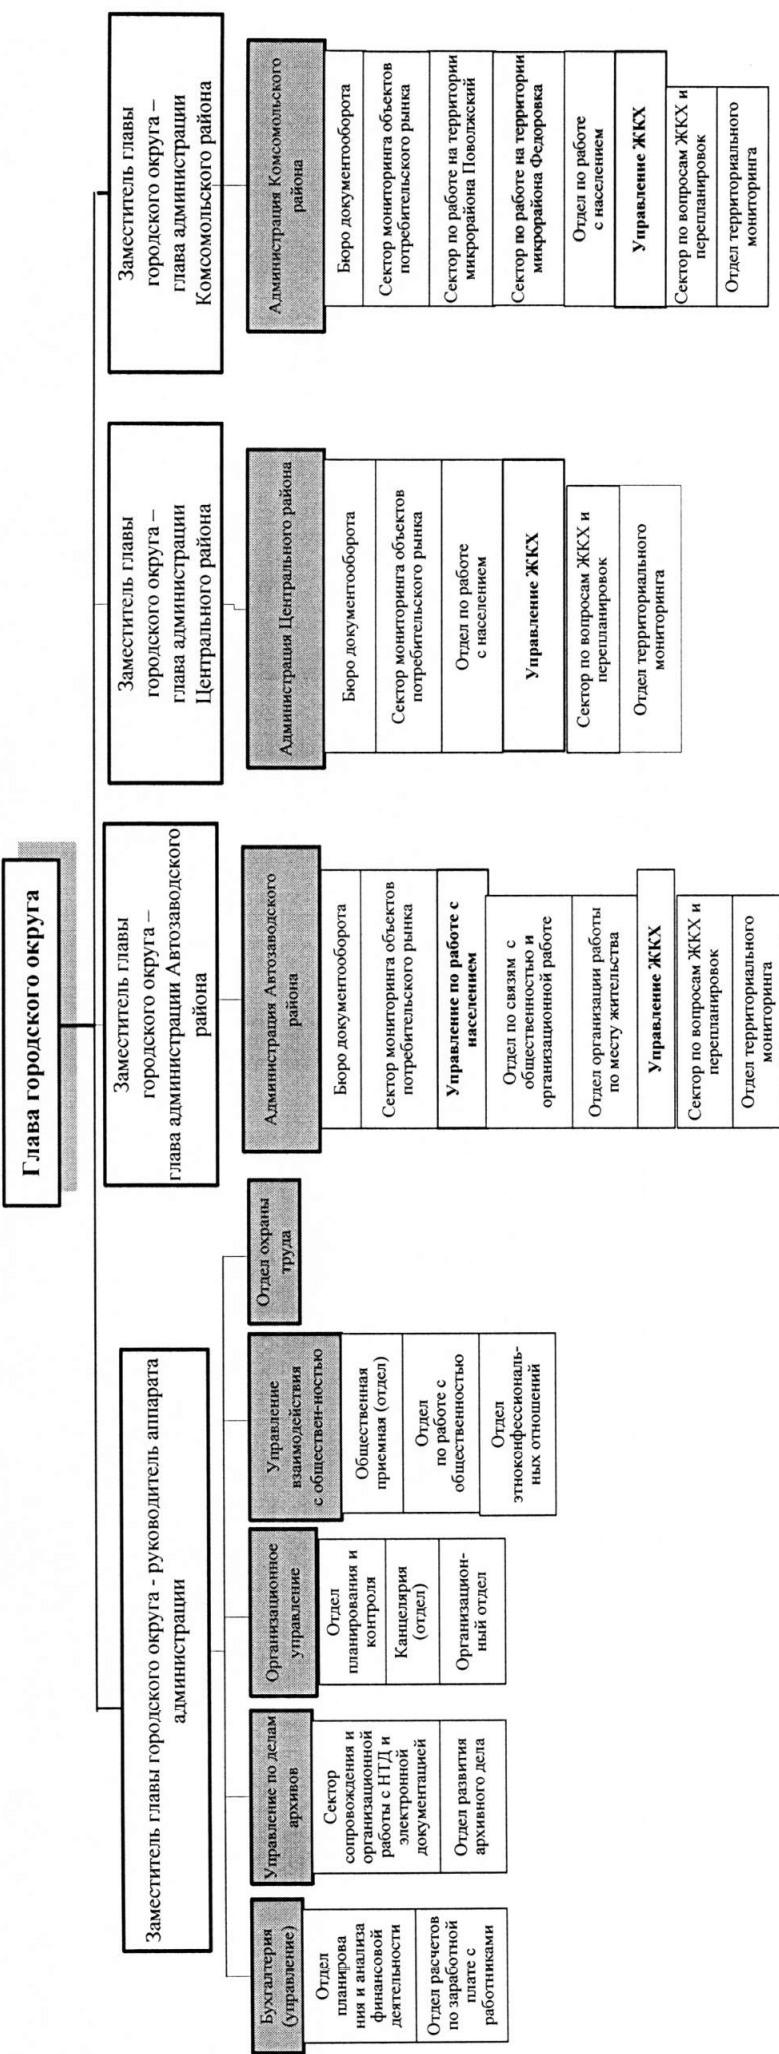 Глава городского округа
Заместитель главы городского округа - руководитель аппарата
администрации
Бухгалтерия
(управление)
Отдел
планирова
ния и анализа
финансовой
деятельности
Отдел расчетов
по заработной
плате с
работниками
Управление по делам
архивов
Сектор
сопровождения и
организационной
работы с НТД и
электронной
документацией
Отдел развития
архивного дела
Организационное
управление
Отдел
планирования и
контроля
Канцелярия
(отдел)
Организацион-
ный отдел
Управление
взаимодействия
с обществен-ностью
Общественная
приемная (отдел)
Отдел
по работе с
общественностью
Отдел
этноконфессиональ-
ных отношений
Отдел охраны
труда
Заместитель главы
городского округа –
глава администрации Автозаводского
района
Администрация Автозаводского
района
Бюро документооборота
Сектор мониторинга объектов
потребительского рынка
Управление по работе с
населением
Отдел по связям с
общественностью и
организационной работе
Отдел организации работы
по месту жительства
Управление ЖКХ
Сектор по вопросам ЖКХ и
перепланировок
Отдел территориального
мониторинга
Заместитель главы
городского округа –
глава администрации
Центрального района
Администрация Центрального района
Бюро документооборота
Сектор мониторинга объектов
потребительского рынка
Отдел по работе
с населением
Управление ЖКХ
Сектор по вопросам ЖКХ и
перепланировок
Отдел территориального
мониторинга
Заместитель главы
городского округа –
глава администрации
Комсомольского района
Администрация Комсомольского
района
Бюро документооборота
Сектор мониторинга объектов
потребительского рынка
Сектор по работе на территории
микрорайона Поволжский
Сектор по работе на территории
микрорайона Федоровка
Отдел по работе
с населением
Управление ЖКХ
Сектор по вопросам ЖКХ и
перепланировок
Отдел территориального
мониторинга